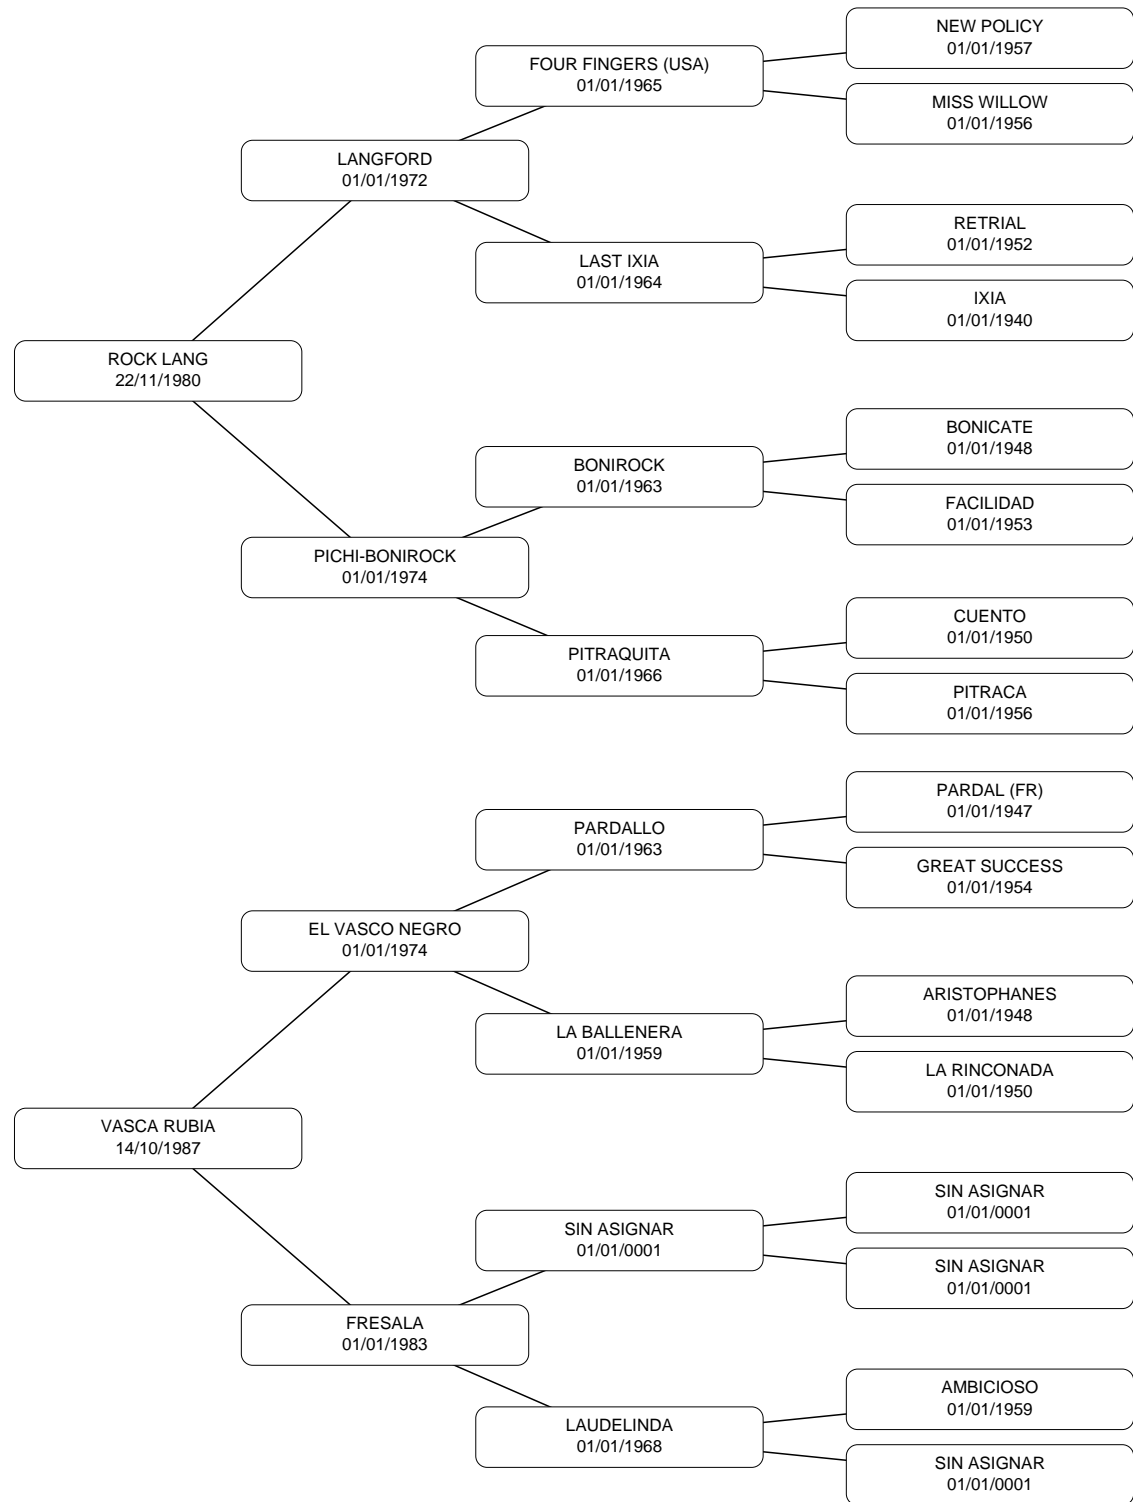 NEW POLICY
01/01/1957
FOUR FINGERS (USA)
01/01/1965
MISS WILLOW
01/01/1956
LANGFORD
01/01/1972
RETRIAL
01/01/1952
LAST IXIA
01/01/1964
IXIA
01/01/1940
ROCK LANG
22/11/1980
BONICATE
01/01/1948
BONIROCK
01/01/1963
FACILIDAD
01/01/1953
PICHI-BONIROCK
01/01/1974
CUENTO
01/01/1950
PITRAQUITA
01/01/1966
PITRACA
01/01/1956
PARDAL (FR)
01/01/1947
PARDALLO
01/01/1963
GREAT SUCCESS
01/01/1954
EL VASCO NEGRO
01/01/1974
ARISTOPHANES
01/01/1948
LA BALLENERA
01/01/1959
LA RINCONADA
01/01/1950
VASCA RUBIA
14/10/1987
SIN ASIGNAR
01/01/0001
SIN ASIGNAR
01/01/0001
SIN ASIGNAR
01/01/0001
FRESALA
01/01/1983
AMBICIOSO
01/01/1959
LAUDELINDA
01/01/1968
SIN ASIGNAR
01/01/0001